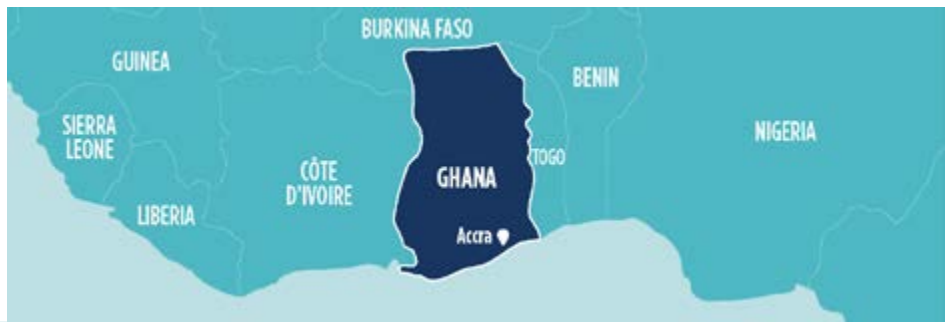 BURKINA FASO
GUINEA
BENIN
SIERRA
LEONE
NIGERIA
TOGO
CÔTE
D'IVOIRE
GHANA
LIBERIA
Accra